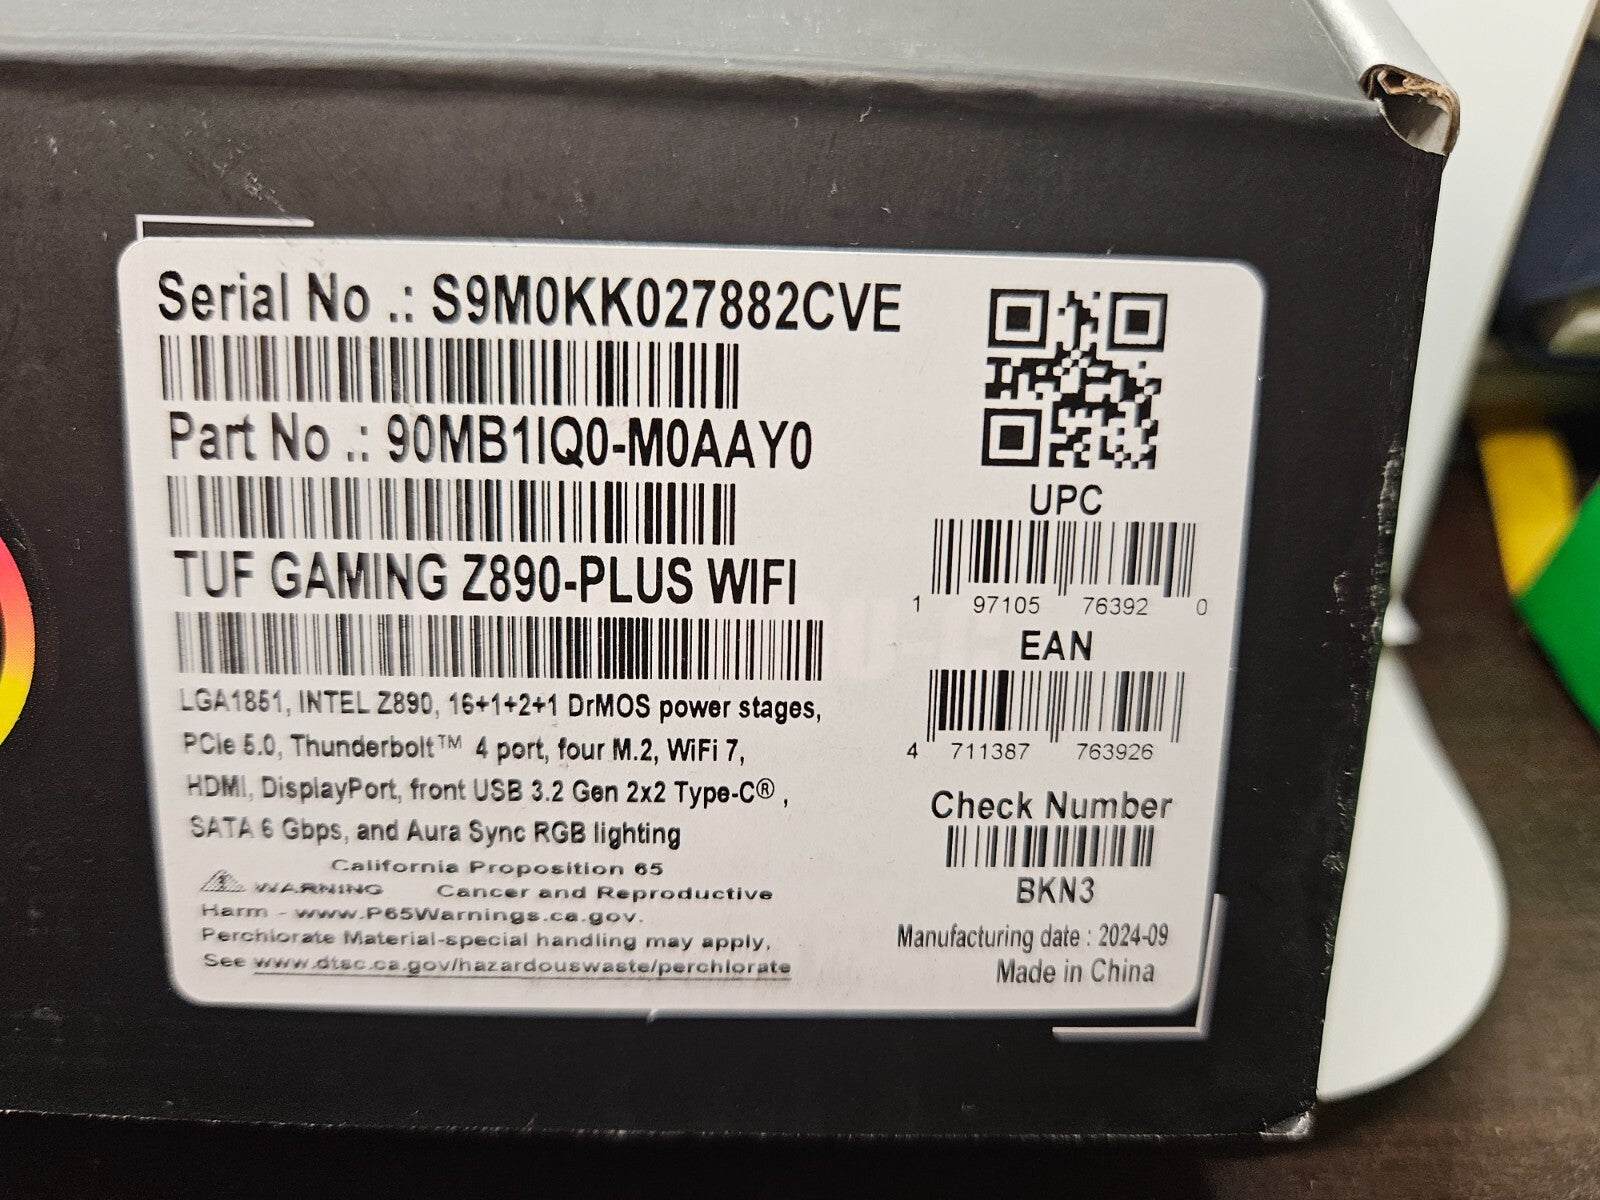 Serial No .: S9M0KK027882CVE
Part No .: 90MB1IQ0-M0AAY0
TUF GAMING Z890-PLUS WIFI
LGA1851, INTEL Z890, 16+1+2+1 DrMOS power stages,
PCIe 5.0, Thunderbolt™ 4 port, four M.2, WiFi 7,
HDMI, DisplayPort, front USB 3.2 Gen 2x2 Type-C® ,
SATA 6 Gbps, and Aura Sync RGB lighting
California Proposition 65
WARNING Cancer and Reproductive
Harm - www.P65Warnings.ca.gov.
Perchlorate Material-special handling may apply,
See www.dtsc.ca.gov/hazardouswaste/perchlorate
UPC
1 97105 76392 0
EAN
4 711387 763926
Check Number
BKN3
Manufacturing date : 2024-09
Made in China